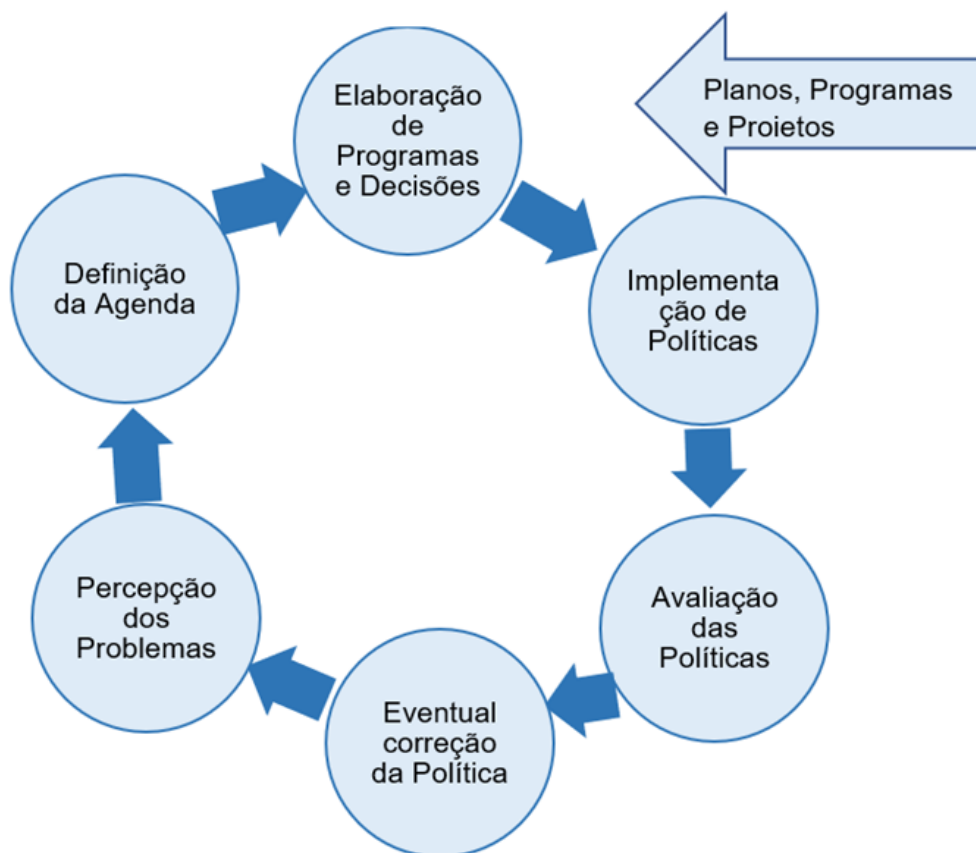 Elaboração
de
Programas
e Decisões
Planos, Programas
e Proietos
Implementa
ção de
Políticas
Avaliação
das
Políticas
Eventual
correção
da Política
Percepção
dos
Problemas
Definição
da Agenda